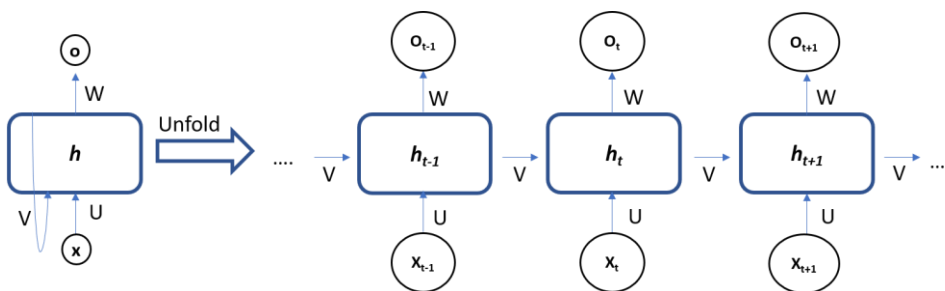 o
W
h
V
U
x
Unfold
....
V
O_{t-1}
W
h_{t-1}
U
X_{t-1}
V
O_t
W
h_t
U
X_t
V
O_{t+1}
W
h_{t+1}
U
X_{t+1}
V
...